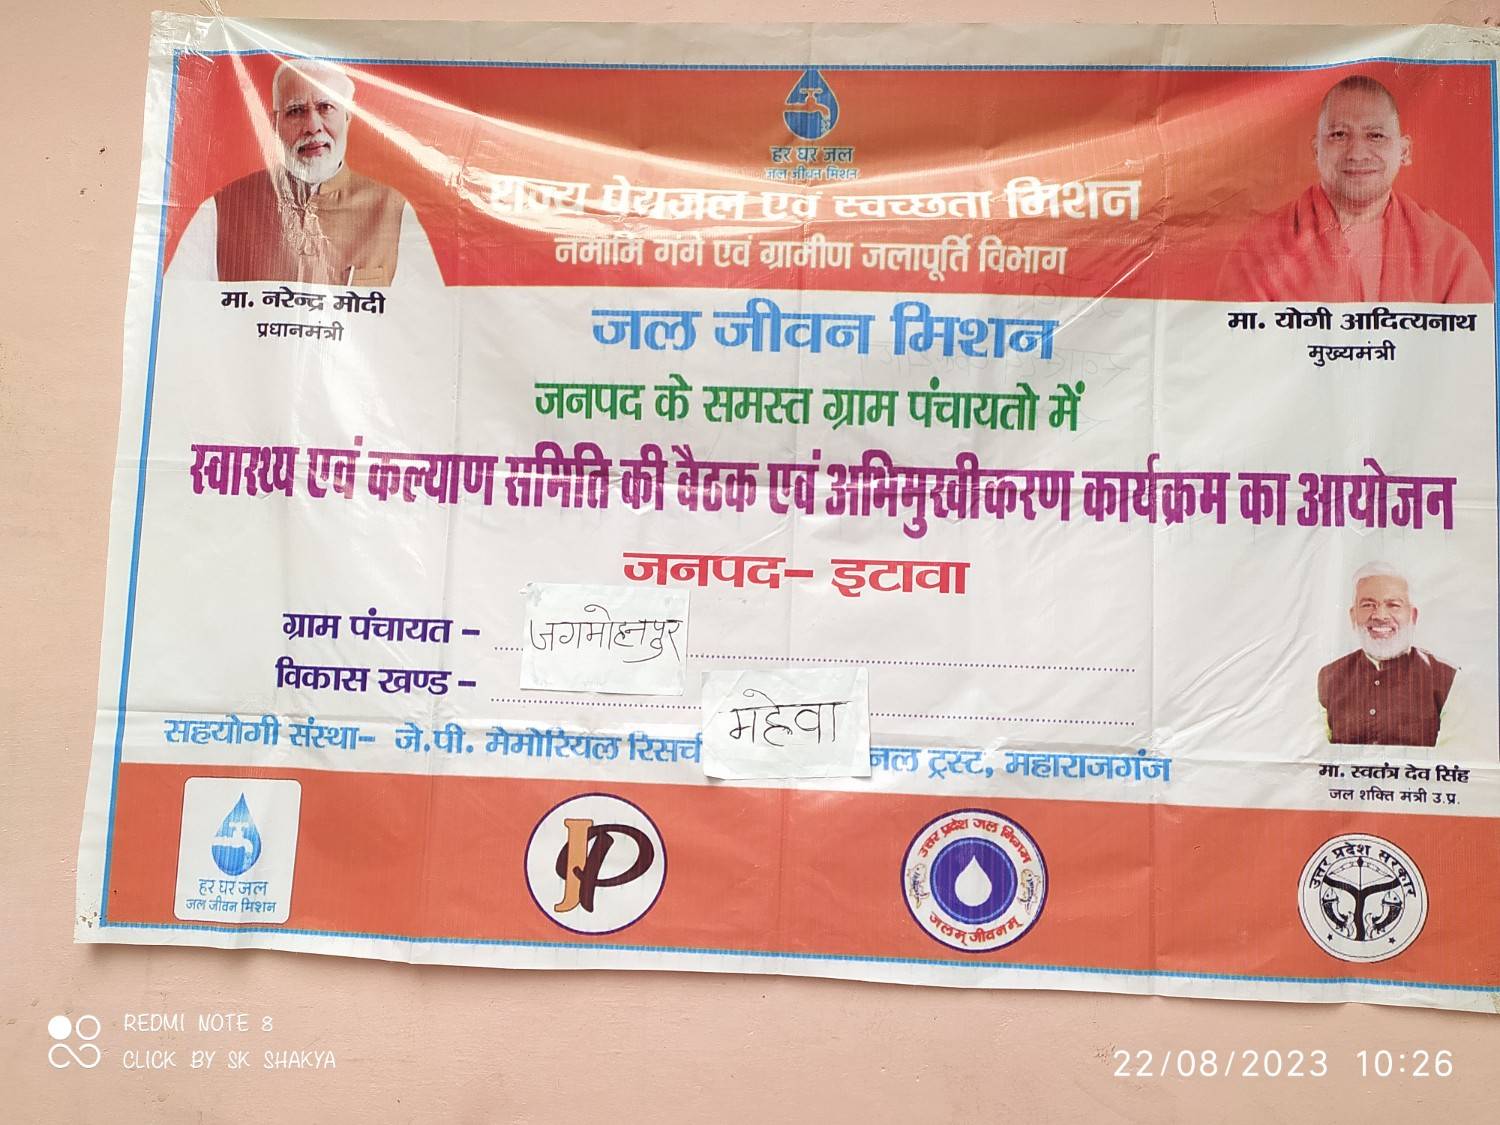 हर घर जल
जल जीवन मिशन
राज्य पेयजल एवं स्वच्छता मिशन
नमामि गंगे एवं ग्रामीण जलापूर्ति विभाग
मा. नरेन्द्र मोदी
प्रधानमंत्री
मा. योगी आदित्यनाथ
मुख्यमंत्री
जल जीवन मिशन
जनपद के समस्त ग्राम पंचायतो में
स्वास्थ्य एवं कल्याण समिति की बैठक एवं अभिमुखीकरण कार्यक्रम का आयोजन
जनपद– इटावा
ग्राम पंचायत – जगमोहनपुर
विकास खण्ड – महेवा
सहयोगी संस्था– जे.पी. मेमोरियल रिसर्च नल ट्रस्ट, महाराजगंज
मा. स्वतंत्र देव सिंह
जल शक्ति मंत्री उ.प्र.
हर घर जल
जल जीवन मिशन
JP
उत्तर प्रदेश जल निगम
जलम् जीवनम्
उत्तर प्रदेश सरकार
REDMI NOTE 8
CLICK BY SK SHAKYA
22/08/2023 10:26